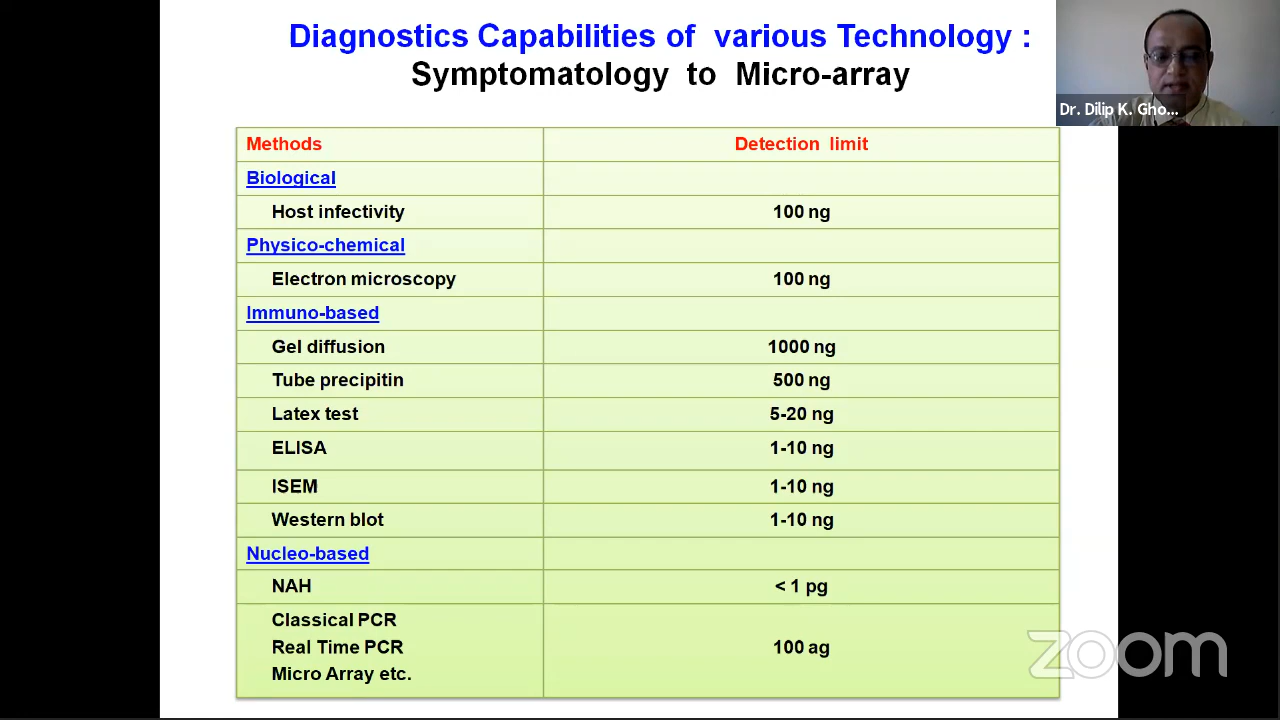 Diagnostics Capabilities of various Technology :
Symptomatology to Micro-array
Dr. Dilip K. Gho...
Methods Detection limit
Biological
Host infectivity 100 ng
Physico-chemical
Electron microscopy 100 ng
Immuno-based
Gel diffusion 1000 ng
Tube precipitin 500 ng
Latex test 5-20 ng
ELISA 1-10 ng
ISEM 1-10 ng
Western blot 1-10 ng
Nucleo-based
NAH < 1 pg
Classical PCR
Real Time PCR 100 ag
Micro Array etc.
zoom